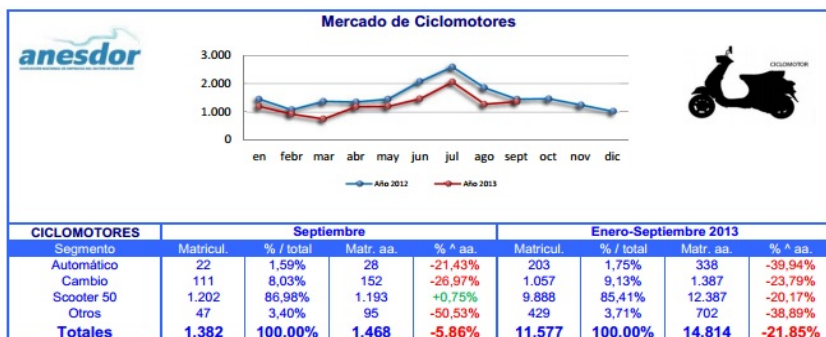 Mercado de Ciclomotores
anesdor
3.000
2.000
1.000
0
CICLOMOTOR
en febr mar abr may jun jul ago sept oct nov dic
Año 2012 Año 2013
CICLOMOTORES Septiembre Enero-Septiembre 2013
Segmento Matricul. % / total Matr. aa. % ^ aa. Matricul. % / total Matr. aa. % ^ aa.
Automático 22 1,59% 28 -21,43% 203 1,75% 338 -39,94%
Cambio 111 8,03% 152 -26,97% 1.057 9,13% 1.387 -23,79%
Scooter 50 1.202 86,98% 1.193 +0,75% 9.888 85,41% 12.387 -20,17%
Otros 47 3,40% 95 -50,53% 429 3,71% 702 -38,89%
Totales 1.382 100,00% 1.468 -5,86% 11.577 100,00% 14.814 -21,85%